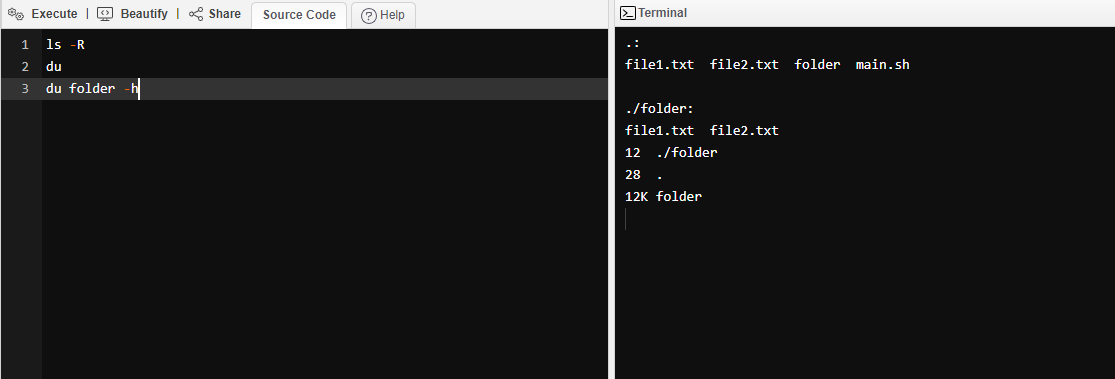 Execute | Beautify | Share Source Code Help
1 ls -R
2 du
3 du folder -h
Terminal
.:
file1.txt  file2.txt  folder  main.sh
./folder:
file1.txt  file2.txt
12  ./folder
28  .
12K folder